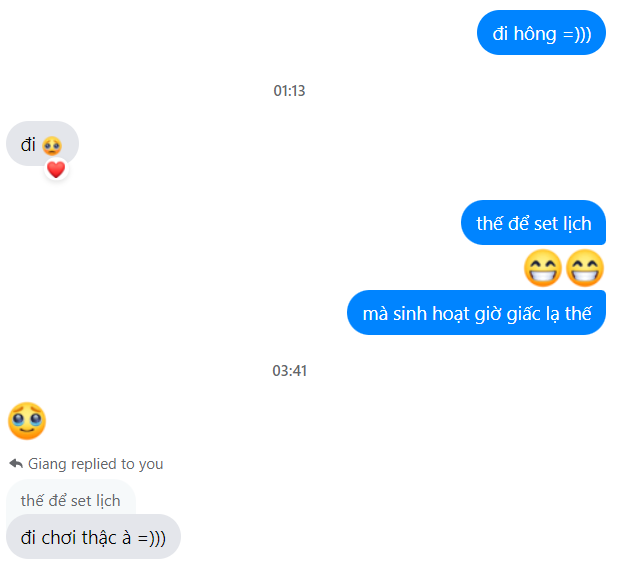 đi hông =)))
01:13
đi 🥹
thế để set lịch
😁😁
mà sinh hoạt giờ giấc lạ thế
03:41
🥹
Giang replied to you
thế để set lịch
đi chơi thậc à =)))